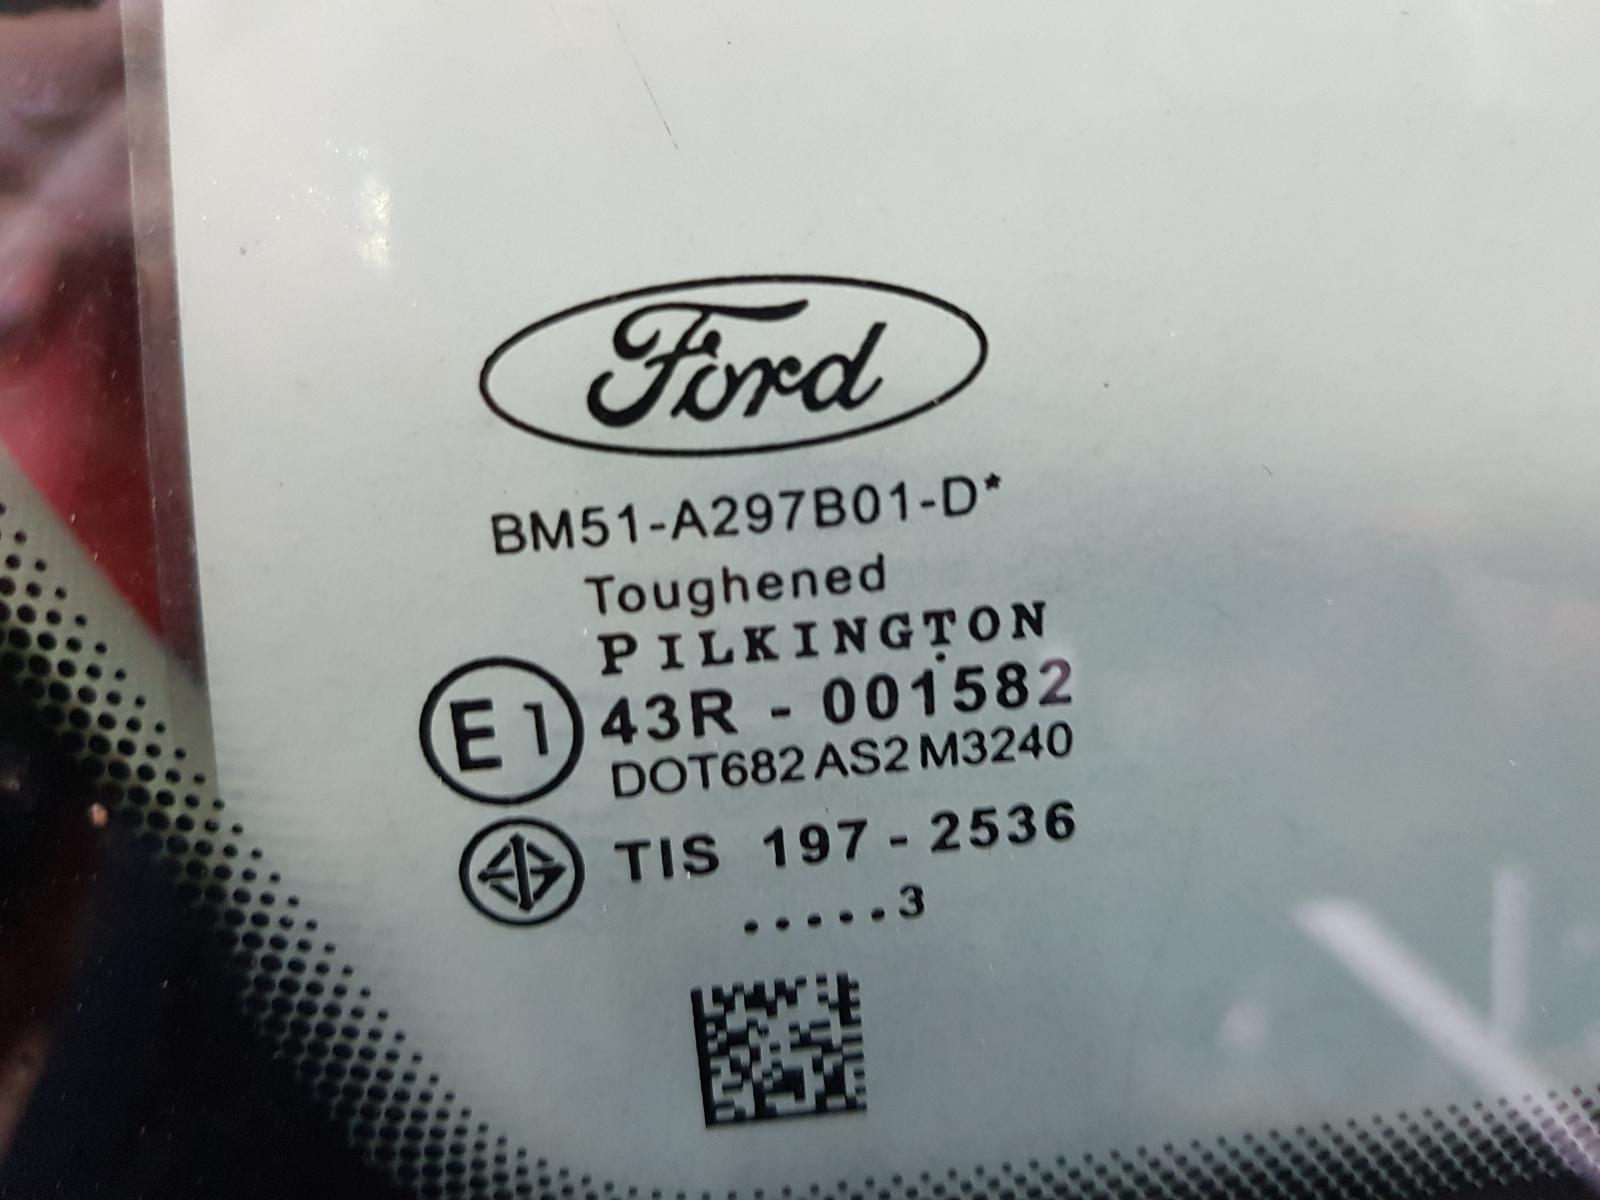 Ford
BM51-A297B01-D*
Toughened
PILKINGTON
E1 43R - 001582
DOT682 AS2 M3240
TIS 197 - 2536
.....3